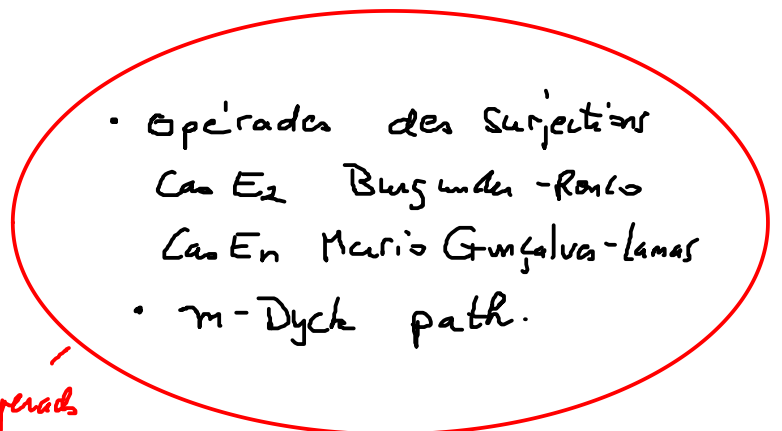 • opérades des surjections
Cas E2 Burgunder-Ronco
Cas En Mario Gonçalves-Lamas
• m-Dyck path.
perads